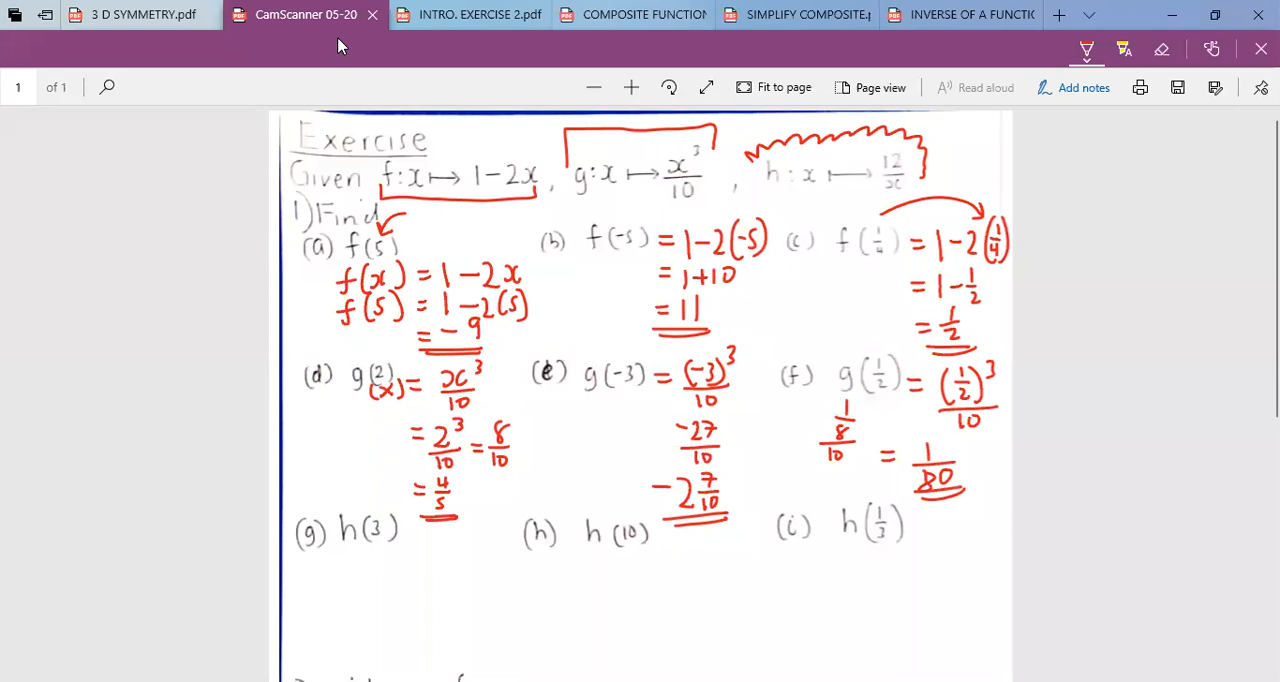 3 D SYMMETRY.pdf CamScanner 05-20 INTRO. EXERCISE 2.pdf COMPOSITE FUNCTION SIMPLIFY COMPOSITE.p INVERSE OF A FUNCTI
1 of 1 Fit to page Page view Read aloud Add notes
Exercise
Given f:x ↦ 1-2x, g:x ↦ x³/10, h:x ↦ 12/x
1) Find
(a) f(5)
f(x) = 1-2x
f(5) = 1-2(5)
= -9
(b) f(-5) = 1-2(-5)
= 1+10
= 11
(c) f(1/4) = 1-2(1/4)
= 1-1/2
= 1/2
(d) g(2)
(x) = x³/10
= 2³/10 = 8/10
= 4/5
(e) g(-3) = (-3)³/10
-27/10
-2 7/10
(f) g(1/2) = (1/2)³/10
1/8/10 = 1/80
(g) h(3) (h) h(10) (i) h(1/3)